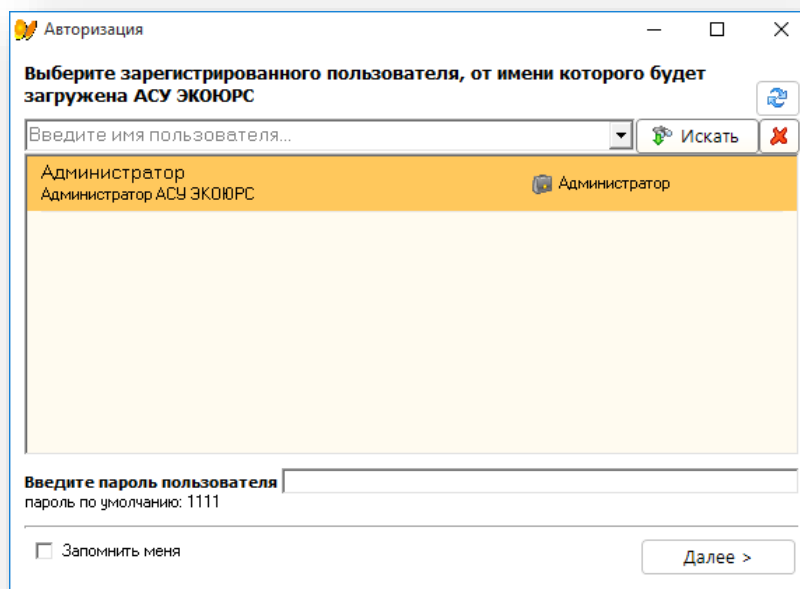 Авторизация
Выберите зарегистрированного пользователя, от имени которого будет
загружена АСУ ЭКОЮРС
Введите имя пользователя...
Искать
Администратор
Администратор АСУ ЭКОЮРС
Администратор
Введите пароль пользователя
пароль по умолчанию: 1111
Запомнить меня
Далее >